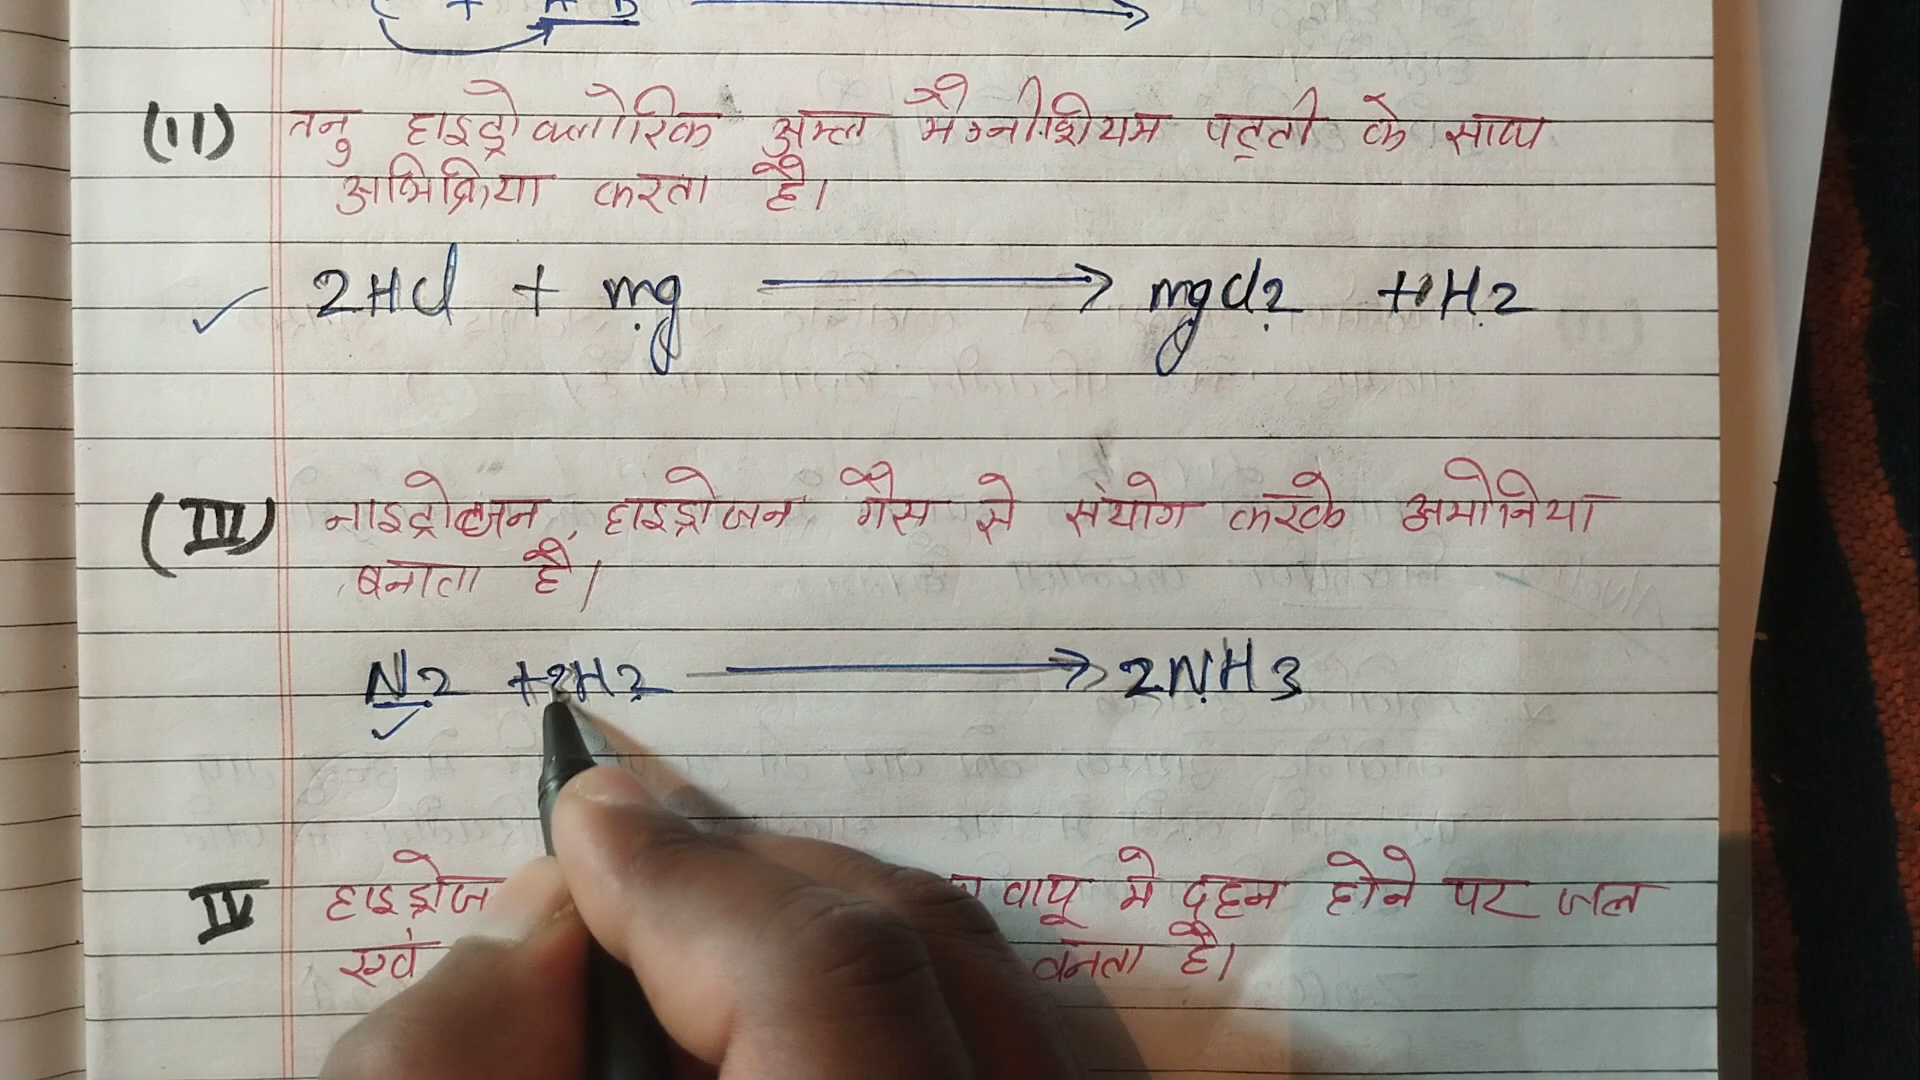 (11) तनु हाइड्रोक्लोरिक अम्ल मैग्नीशियम पट्टी के साथ
अभिक्रिया करता है।
2HCl + mg → mgcl2 + H2
(III) नाइट्रोजन, हाइड्रोजन गैस से संयोग करके अमोनिया
बनाता है।
N2 + 3H2 → 2NH3
IV हाइड्रोज वायू मे दहन होने पर जल
एवं बनता है।